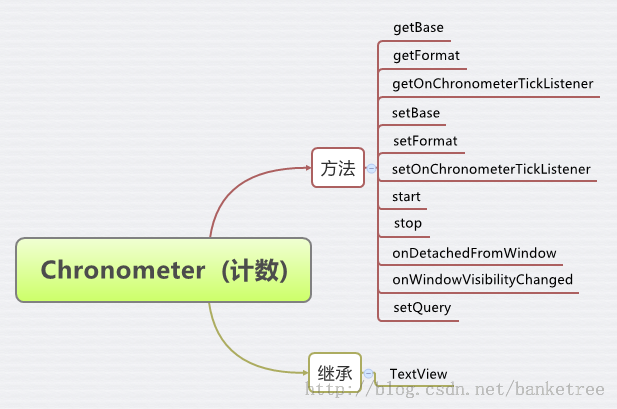 getBase
getFormat
getOnChronometerTickListener
setBase
setFormat
方法
setOnChronometerTickListener
start
stop
onDetachedFromWindow
onWindowVisibilityChanged
setQuery
Chronometer (计数)
继承
TextView
http://blog.csdn.net/banketree